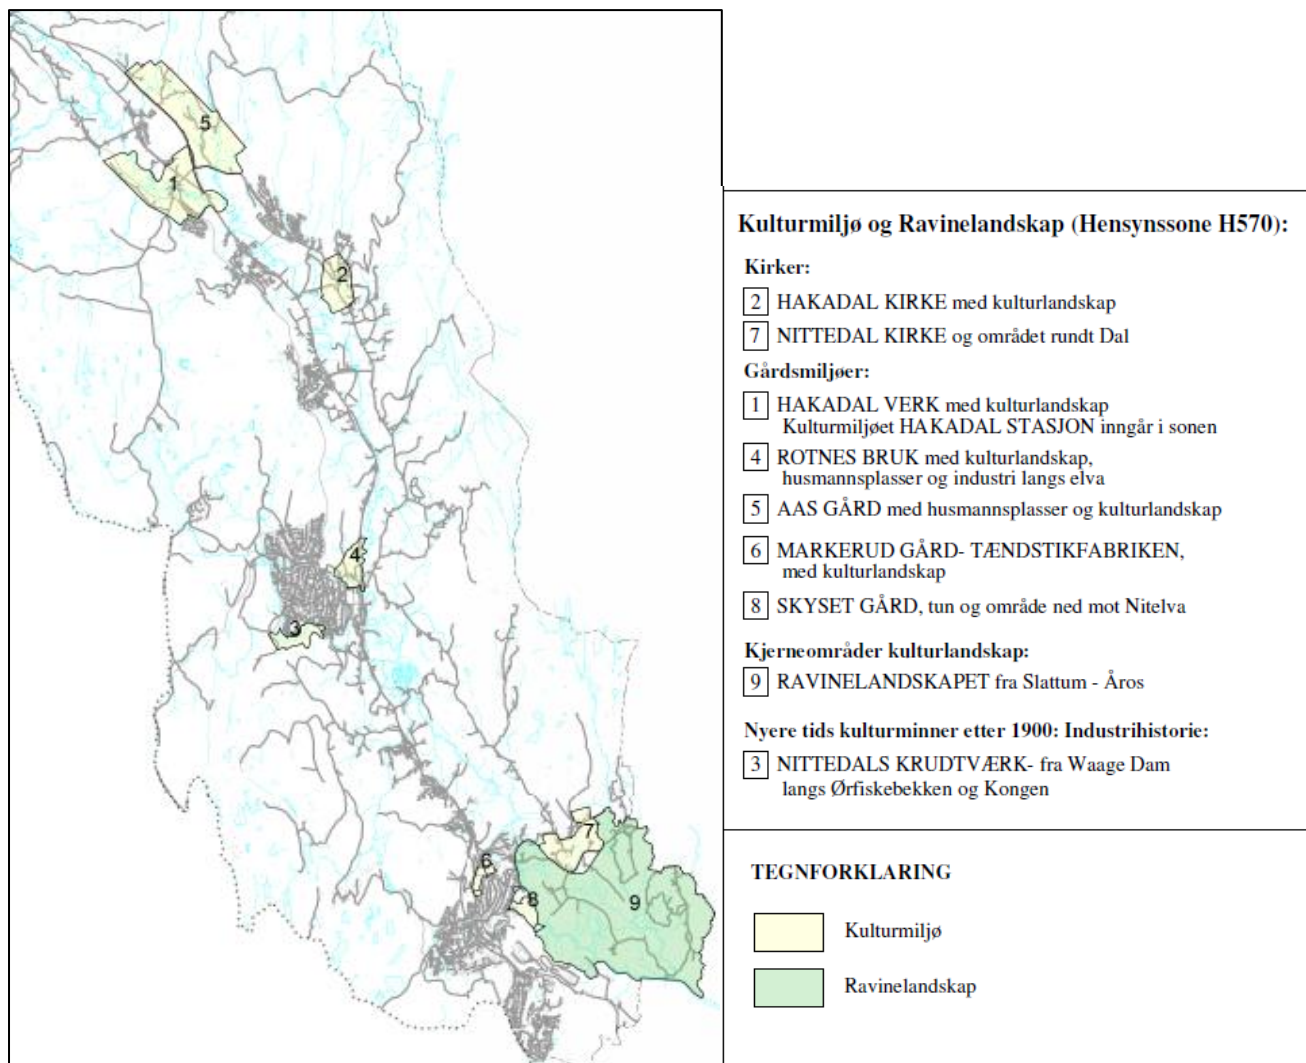 5
1
2
4
3
7
6
8
9
Kulturmiljø og Ravinelandskap (Hensynssone H570):
Kirker:
2 HAKADAL KIRKE med kulturlandskap
7 NITTEDAL KIRKE og området rundt Dal
Gårdsmiljøer:
1 HAKADAL VERK med kulturlandskap
Kulturmiljøet HAKADAL STASJON inngår i sonen
4 ROTNES BRUK med kulturlandskap,
husmannsplasser og industri langs elva
5 AAS GÅRD med husmannsplasser og kulturlandskap
6 MARKERUD GÅRD- TÆNDSTIKFABRIKEN,
med kulturlandskap
8 SKYSET GÅRD, tun og område ned mot Nitelva
Kjerneområder kulturlandskap:
9 RAVINELANDSKAPET fra Slattum - Åros
Nyere tids kulturminner etter 1900: Industrihistorie:
3 NITTEDALS KRUDTVÆRK- fra Waage Dam
langs Ørfiskebekken og Kongen
TEGNFORKLARING
Kulturmiljø
Ravinelandskap